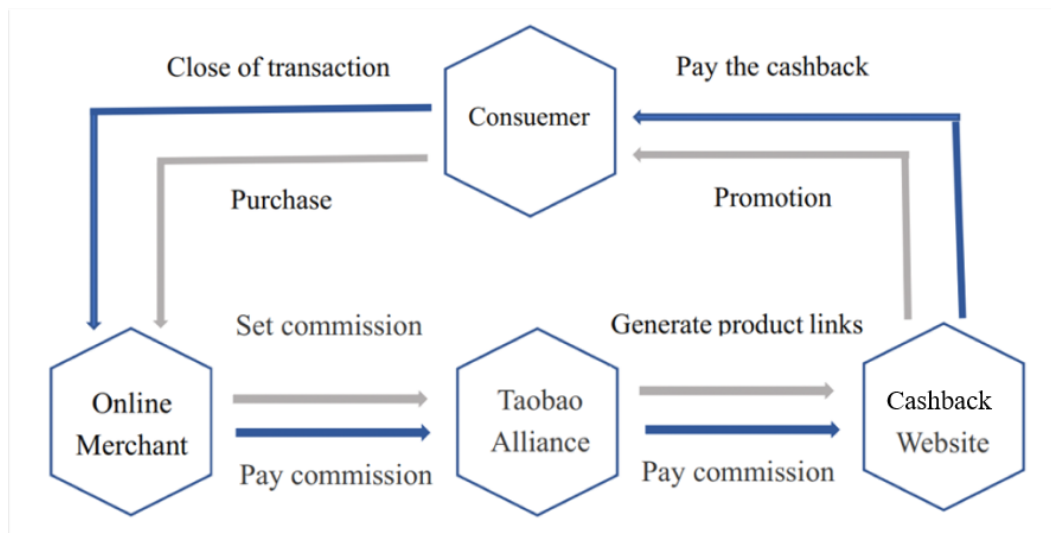 Close of transaction
Pay the cashback
Consuemer
Purchase
Promotion
Set commission
Generate product links
Online
Merchant
Taobao
Alliance
Cashback
Website
Pay commission
Pay commission